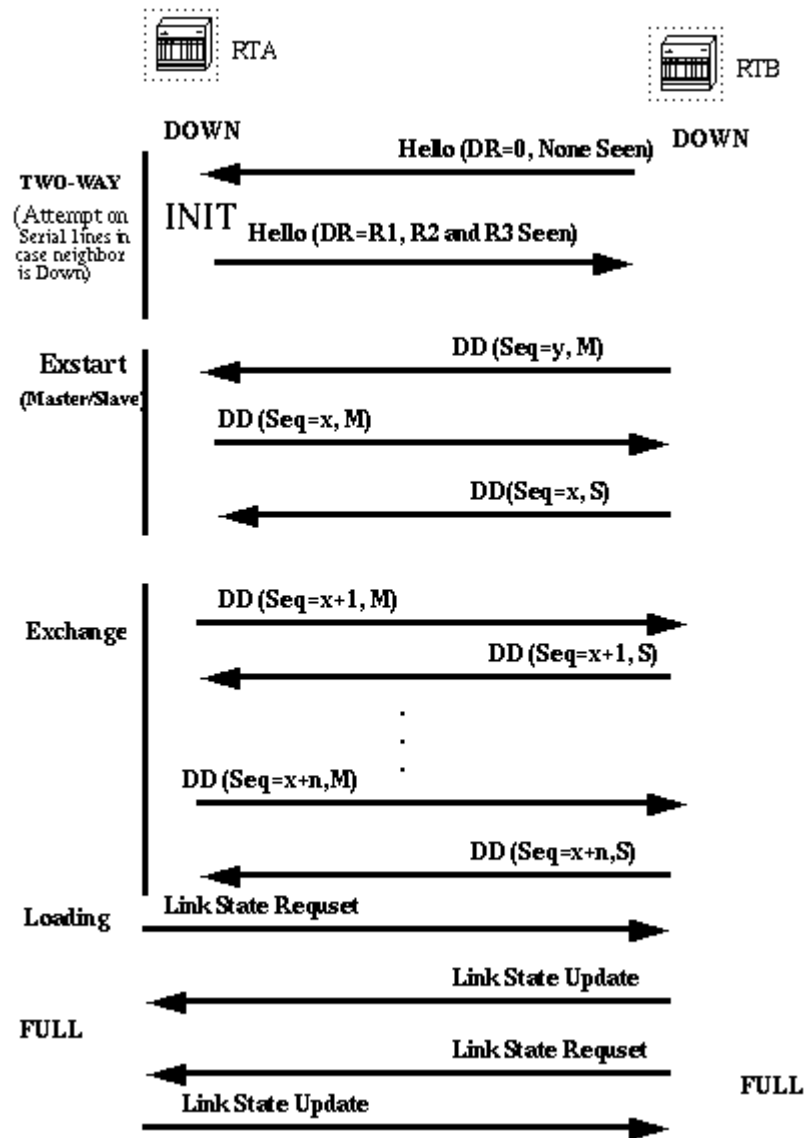 RTA
RTB
DOWN
DOWN
Hello (DR=0, None Seen)
TWO-WAY
(Attempt on
Serial lines in
case neighbor
is Down)
INIT
Hello (DR=R1, R2 and R3 Seen)
DD (Seq=y, M)
Exstart
(Master/Slave)
DD (Seq=x, M)
DD(Seq=x, S)
DD (Seq=x+1, M)
Exchange
DD (Seq=x+1, S)
DD (Seq=x+n,M)
DD (Seq=x+n,S)
Link State Requset
Loading
Link State Update
FULL
Link State Requset
FULL
Link State Update